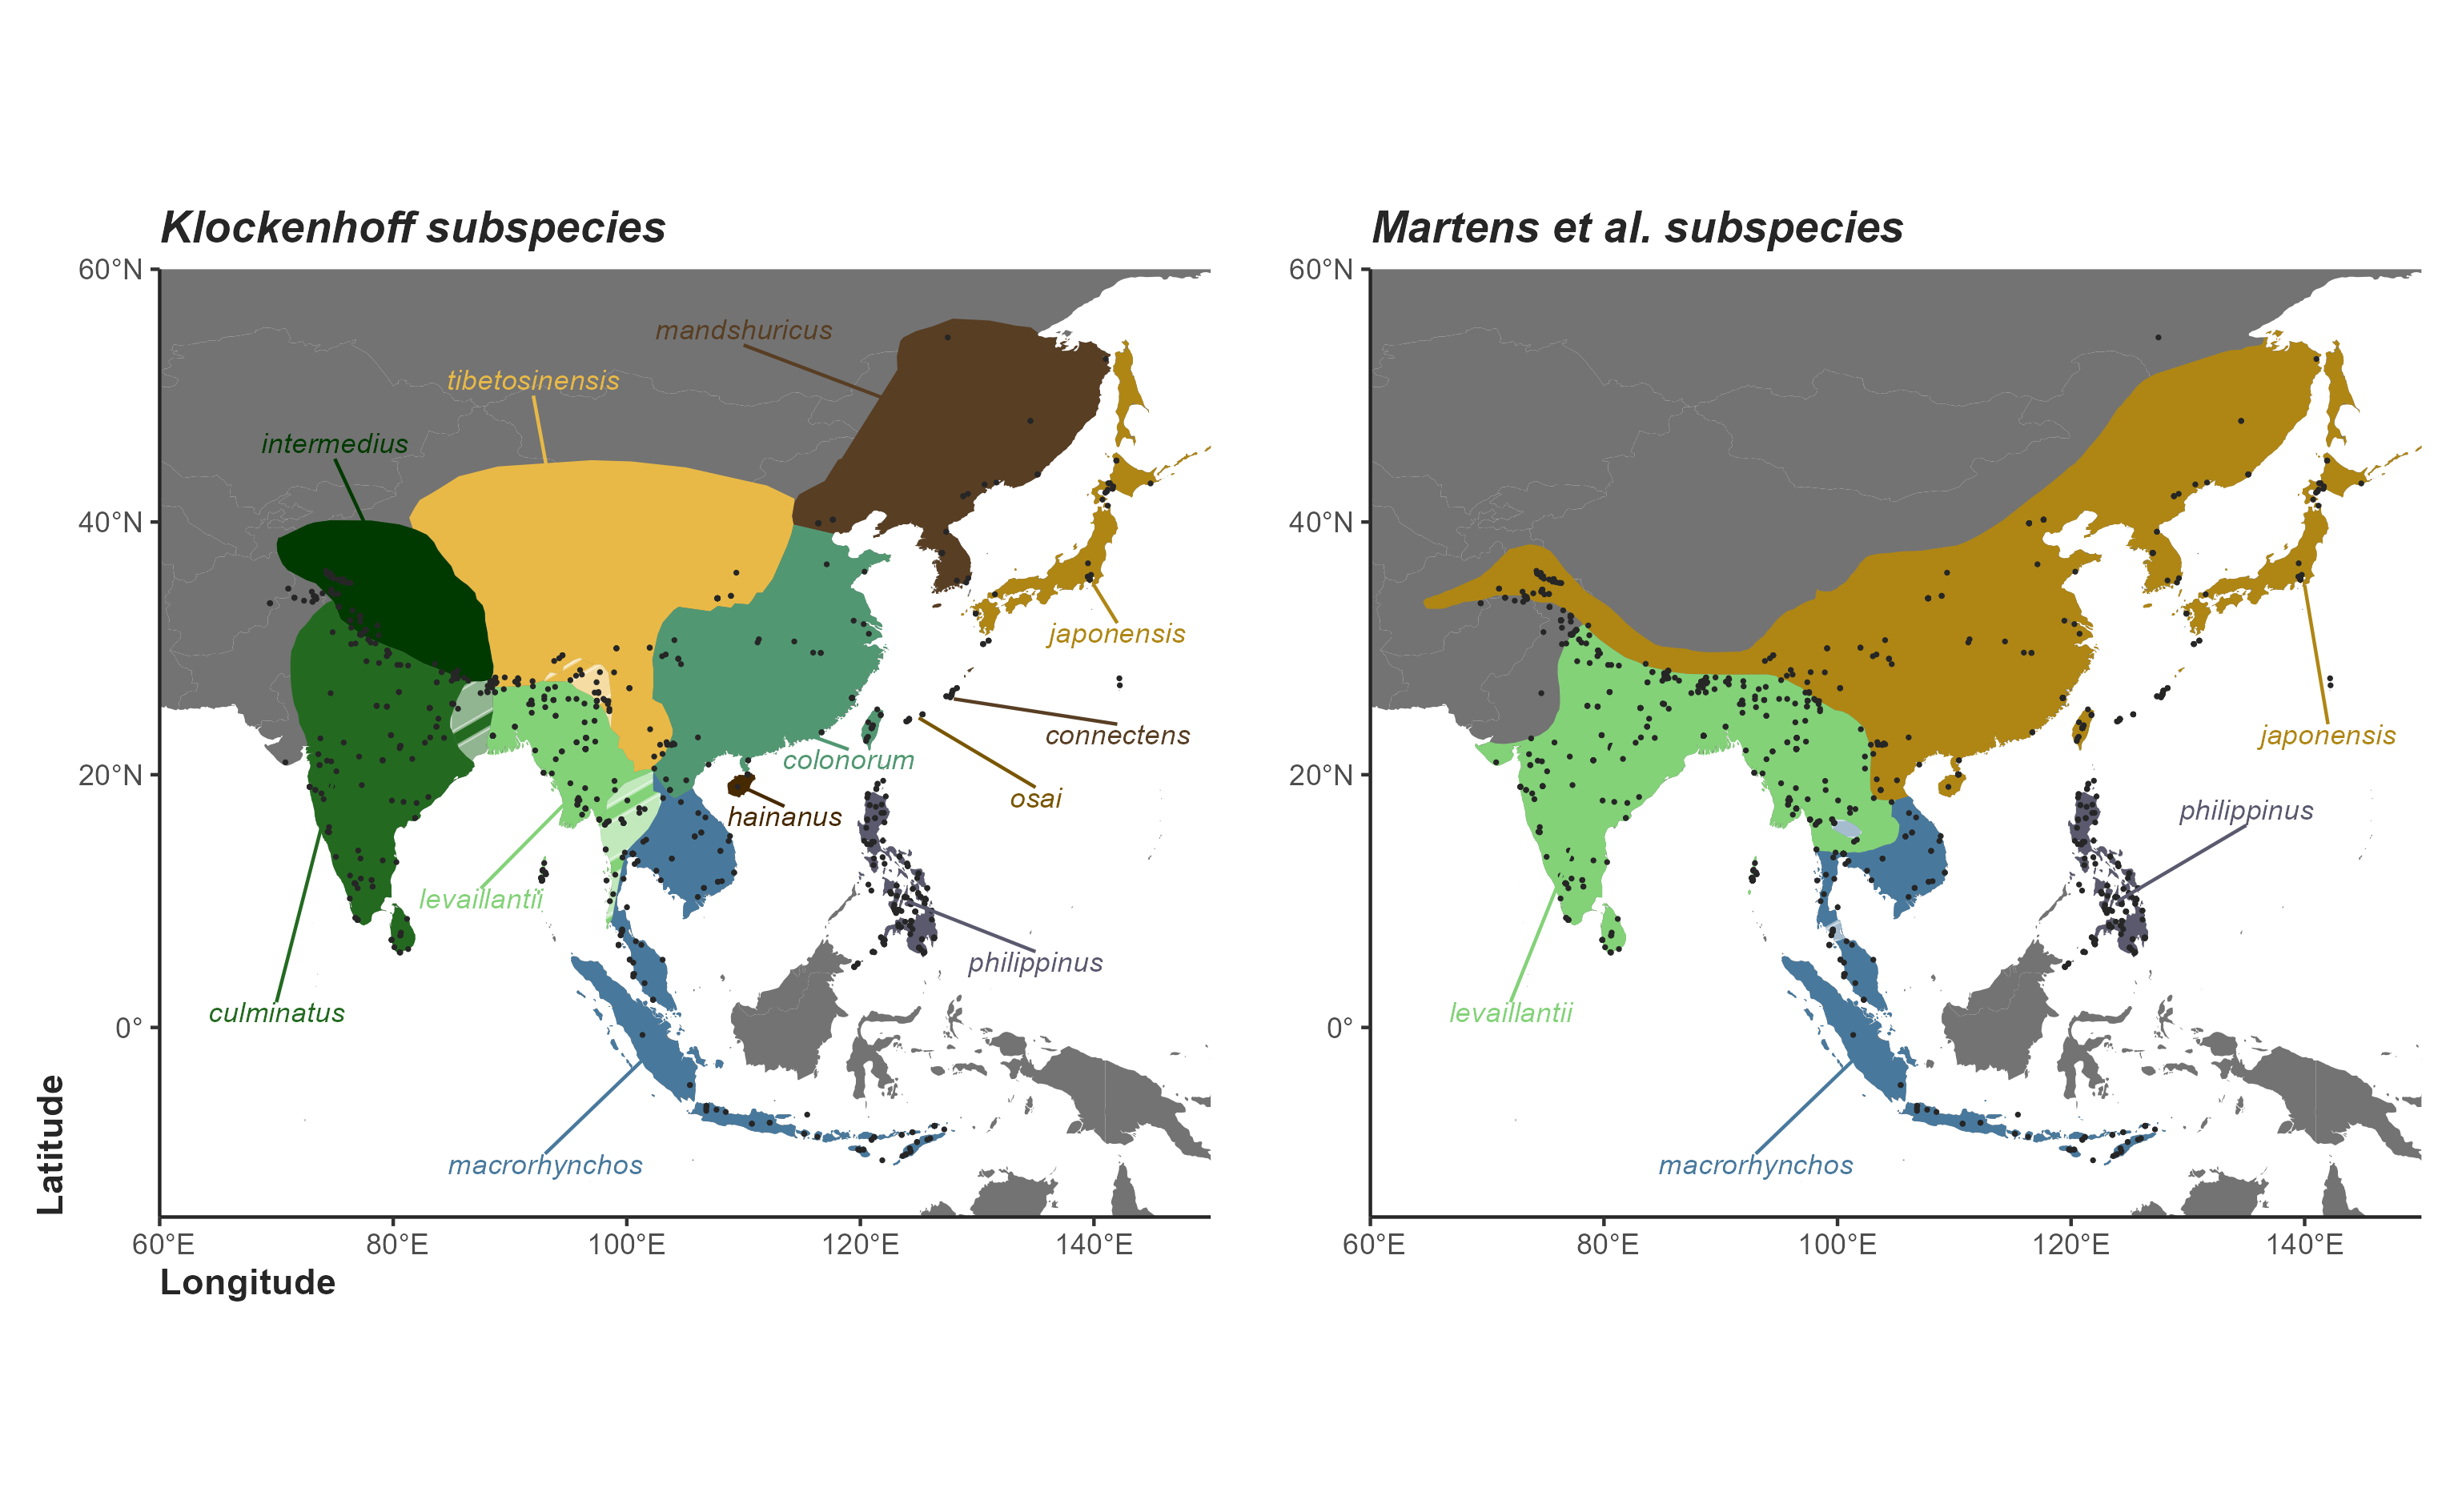 Klockenhoff subspecies
60°N
40°N
20°N
0°
60°E
80°E
100°E
120°E
140°E
Latitude
Longitude
mandshuricus
tibetosinensis
intermedius
japonensis
connectens
colonorum
osai
hainanus
levaillantii
philippinus
culminatus
macrorhynchos
Martens et al. subspecies
60°N
40°N
20°N
0°
60°E
80°E
100°E
120°E
140°E
japonensis
philippinus
levaillantii
macrorhynchos